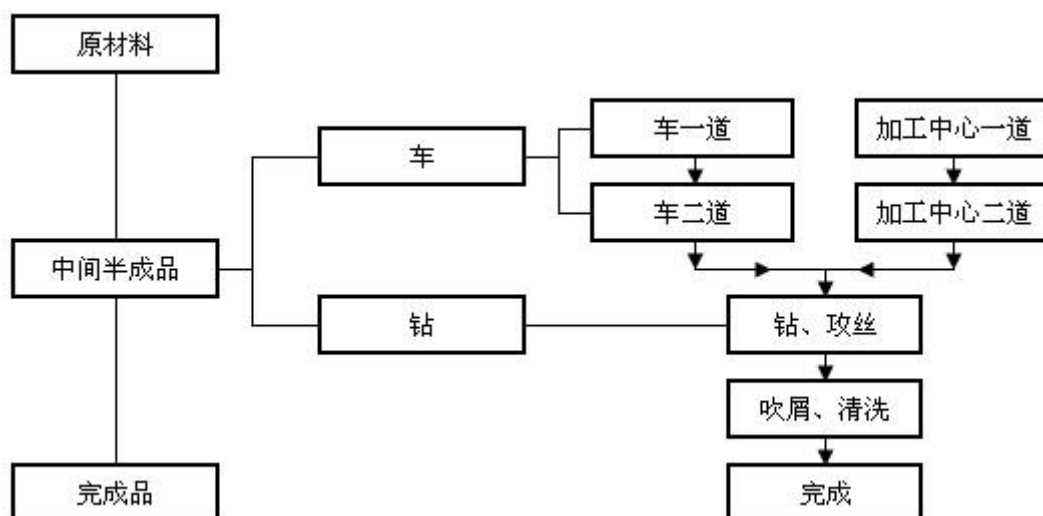 原材料
车一道
加工中心一道
车
车二道
加工中心二道
中间半成品
钻
钻、攻丝
吹屑、清洗
完成品
完成